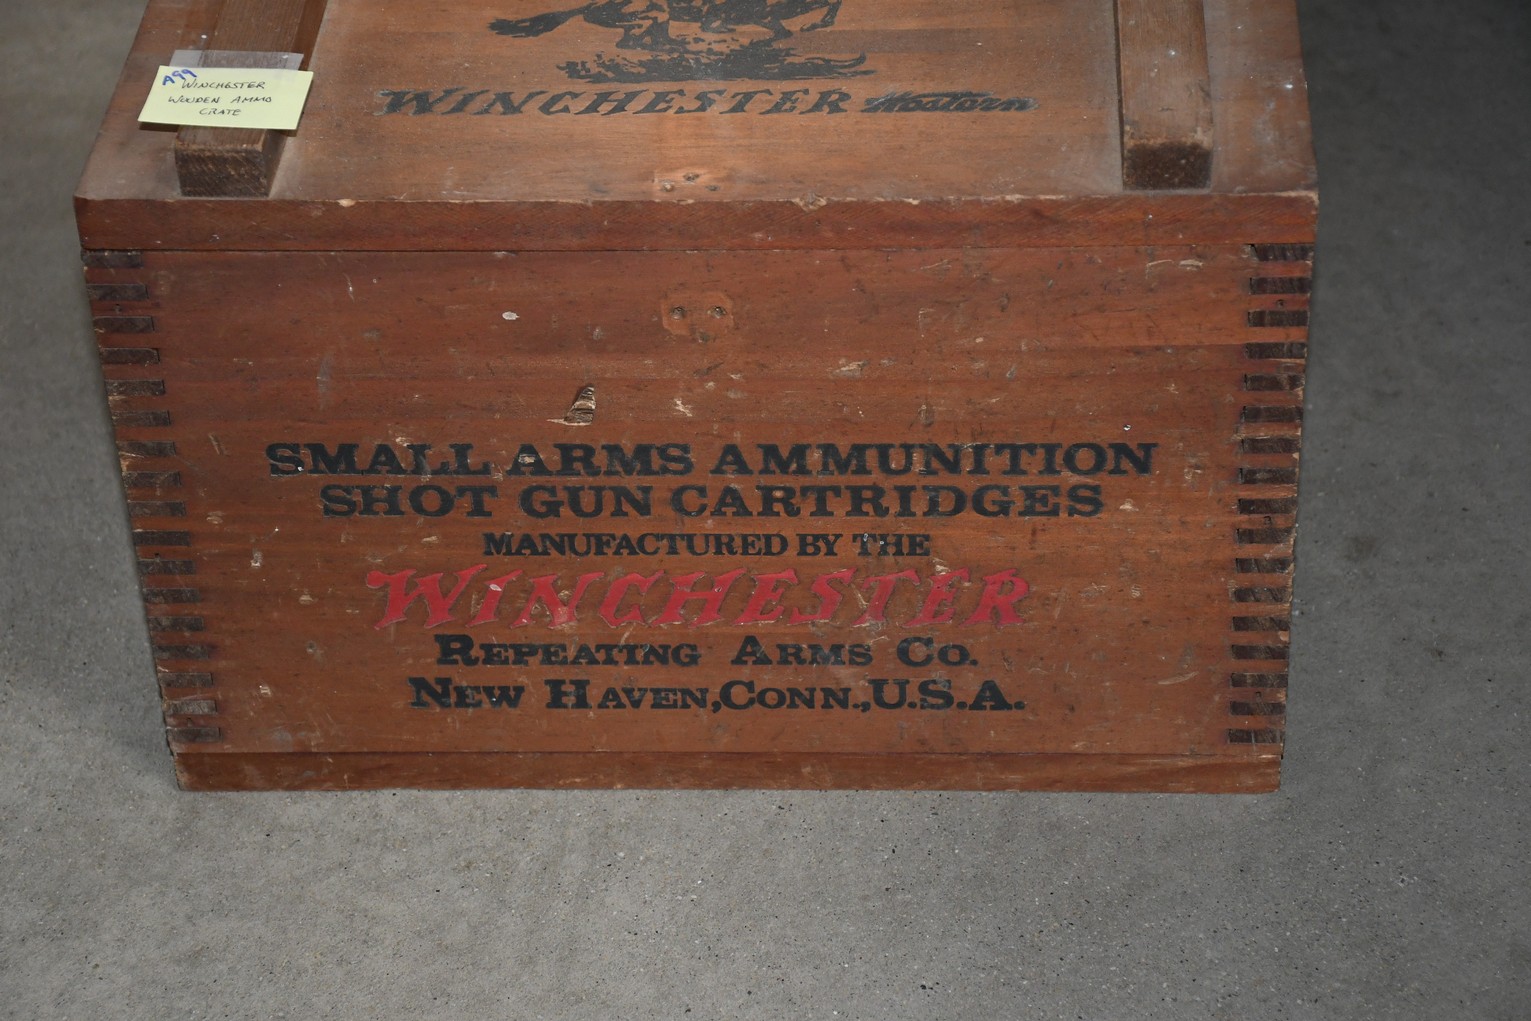 A99
WINCHESTER
WOODEN AMMO
CRATE
WINCHESTER Western
SMALL ARMS AMMUNITION
SHOT GUN CARTRIDGES
MANUFACTURED BY THE
WINCHESTER
REPEATING ARMS CO.
NEW HAVEN, CONN., U.S.A.